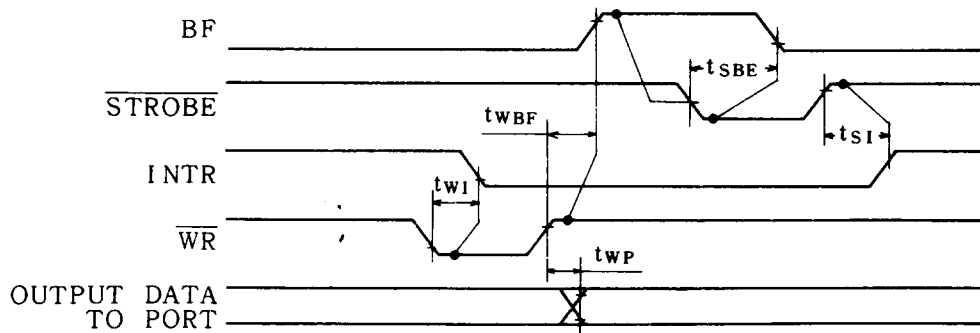 BF
tSBE
STROBE
tWBF
tSI
INTR
tWI
WR
tWP
OUTPUT DATA
TO PORT